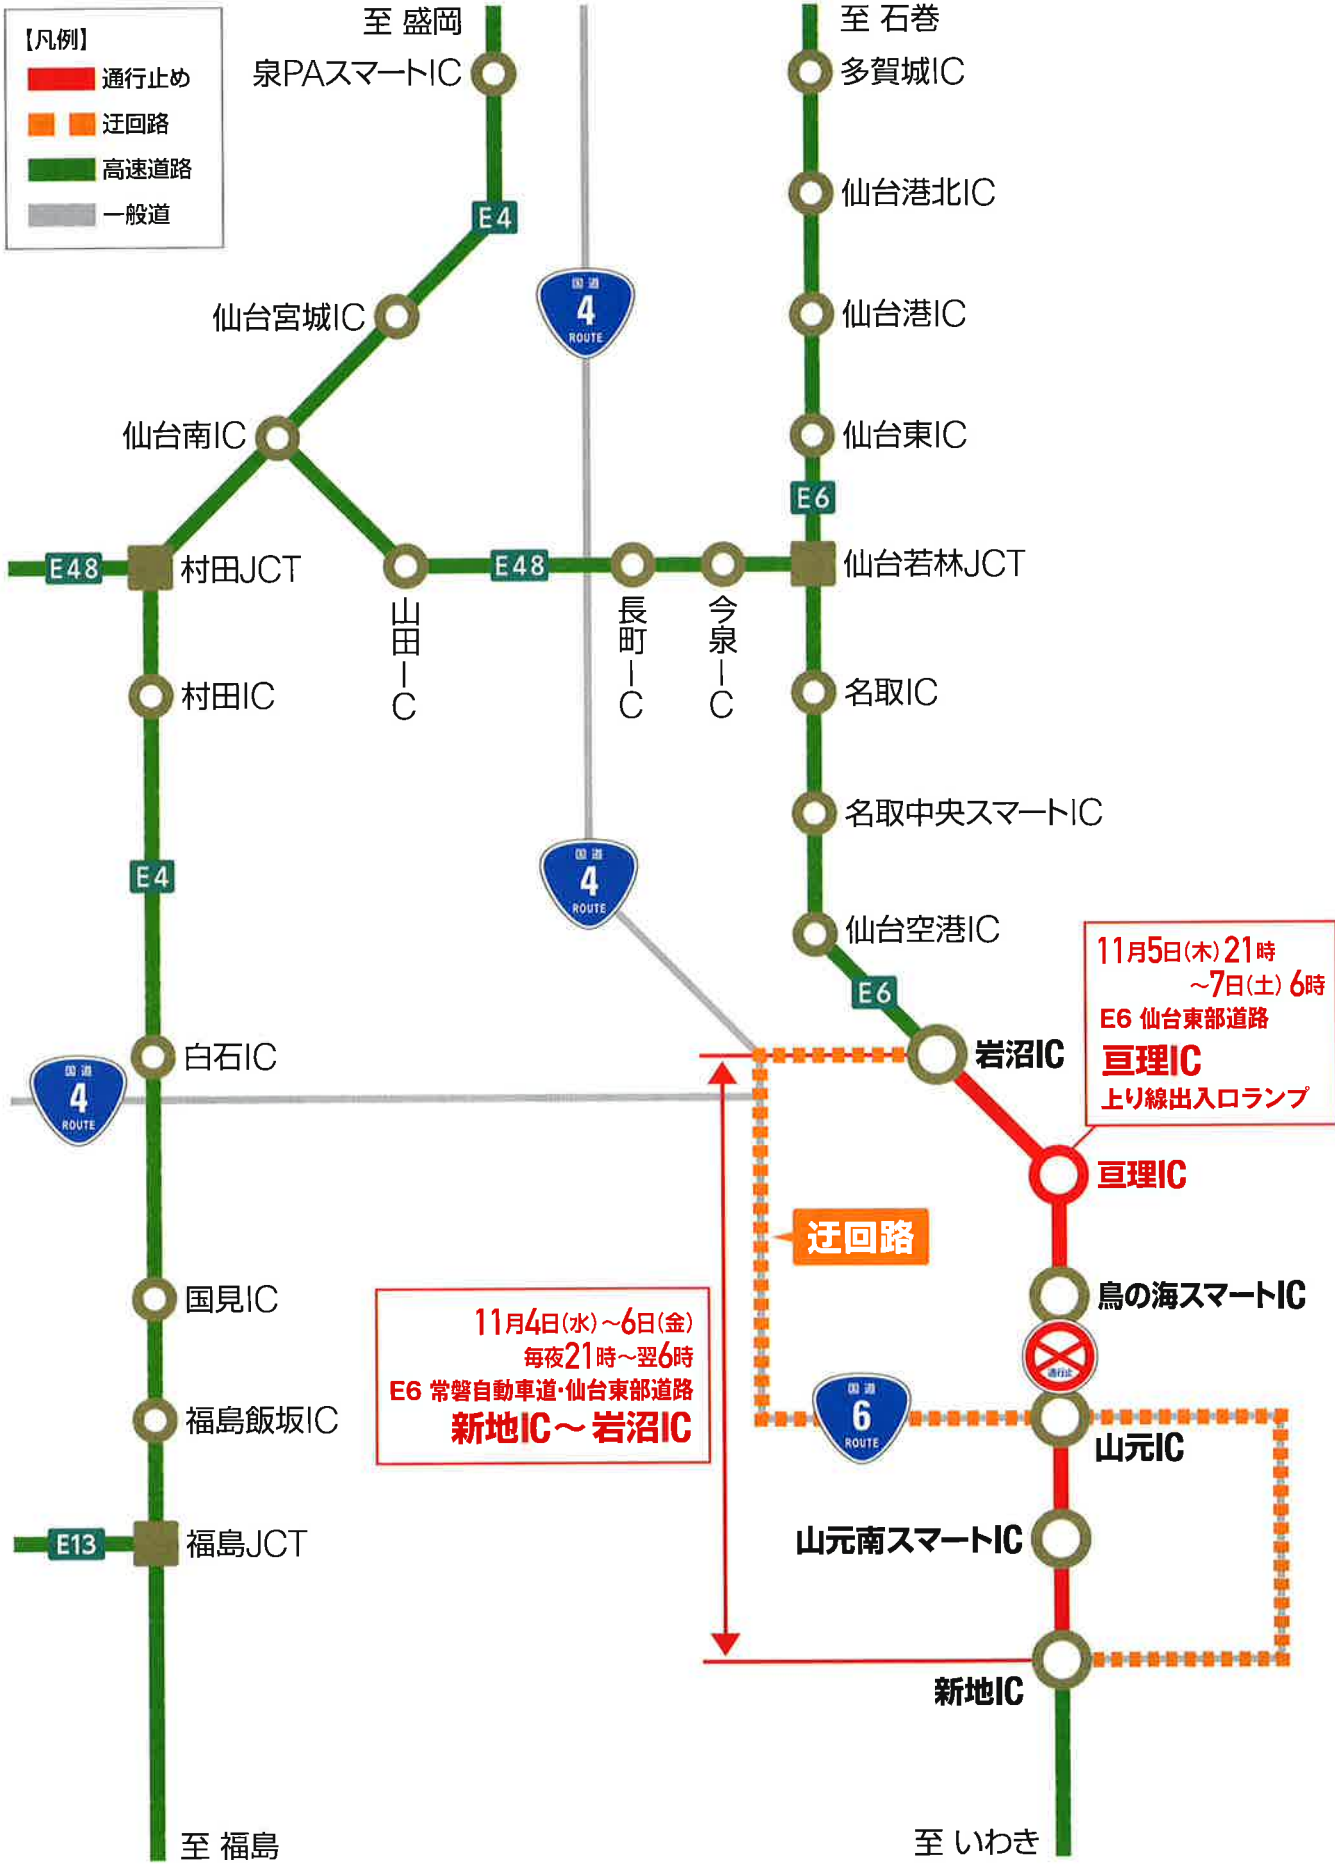 【凡例】
通行止め
迂回路
高速道路
一般道
至 盛岡
泉PAスマートIC
E4
仙台宮城IC
仙台南IC
E48
村田JCT
村田IC
E4
白石IC
国見IC
福島飯坂IC
E13
福島JCT
至 福島
国道
4
ROUTE
国道
4
ROUTE
国道
4
ROUTE
山田IC
E48
長町IC
今泉IC
至 石巻
多賀城IC
仙台港北IC
仙台港IC
仙台東IC
E6
仙台若林JCT
名取IC
名取中央スマートIC
仙台空港IC
E6
岩沼IC
11月5日(木)21時
～7日(土)6時
E6 仙台東部道路
亘理IC
上り線出入口ランプ
亘理IC
迂回路
鳥の海スマートIC
通行止
11月4日(水)～6日(金)
毎夜21時～翌6時
E6 常磐自動車道・仙台東部道路
新地IC～岩沼IC
国道
6
ROUTE
山元IC
山元南スマートIC
新地IC
至 いわき